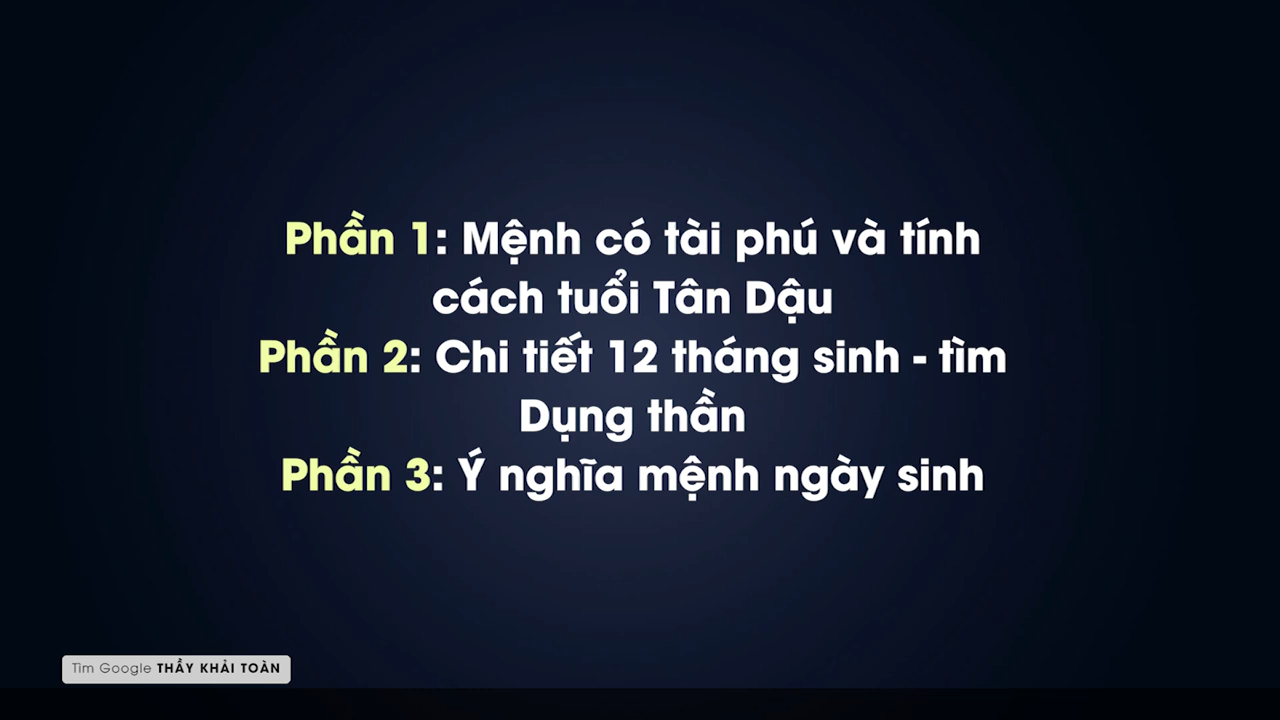 Phần 1: Mệnh có tài phú và tính
cách tuổi Tân Dậu
Phần 2: Chi tiết 12 tháng sinh - tìm
Dụng thần
Phần 3: Ý nghĩa mệnh ngày sinh
Tìm Google THẦY KHẢI TOÀN